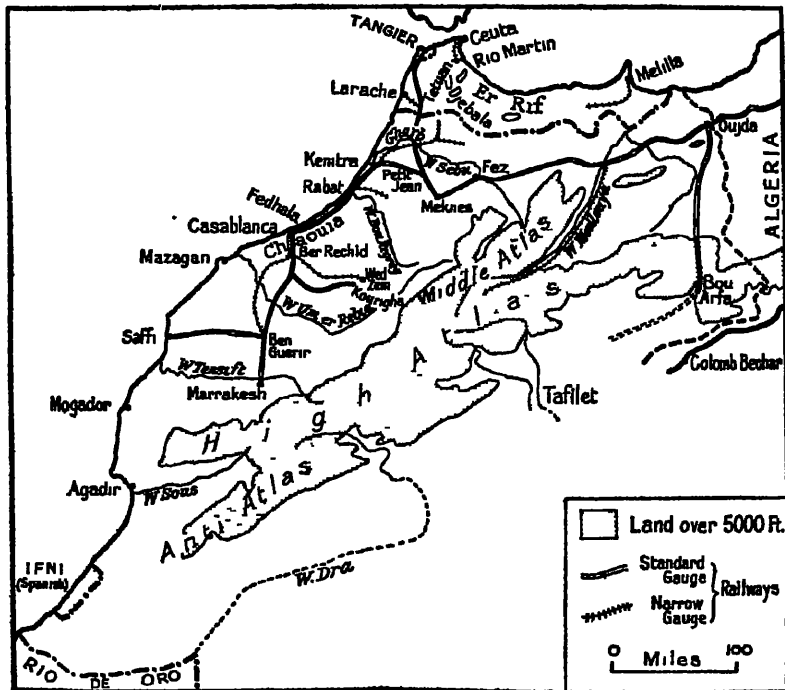 TANGIER
Ceuta
Rio Martin
Tetuan
Djebala
Er Rif
Melilla
Larache
Oujda
Gharb
Kenitra
W Sebu
Fez
Petit
Jean
Rabat
Meknes
Fedhala
Casablanca
Chaouia
Ber Rechid
ALGERIA
Mazagan
Wed
Zem
Kourigha
Middle Atlas
W Um er Rebia
Bou
Arfa
Saffi
Ben
Guerir
W Tensift
Marrakesh
Colomb Bechar
Tafilet
Mogador
High Atlas
Agadir
W Sous
Anti Atlas
IFNI
(Spanish)
W. Dra
RIO DE ORO
Land over 5000 Ft.
Standard
Gauge
Narrow
Gauge
Railways
0 100
Miles